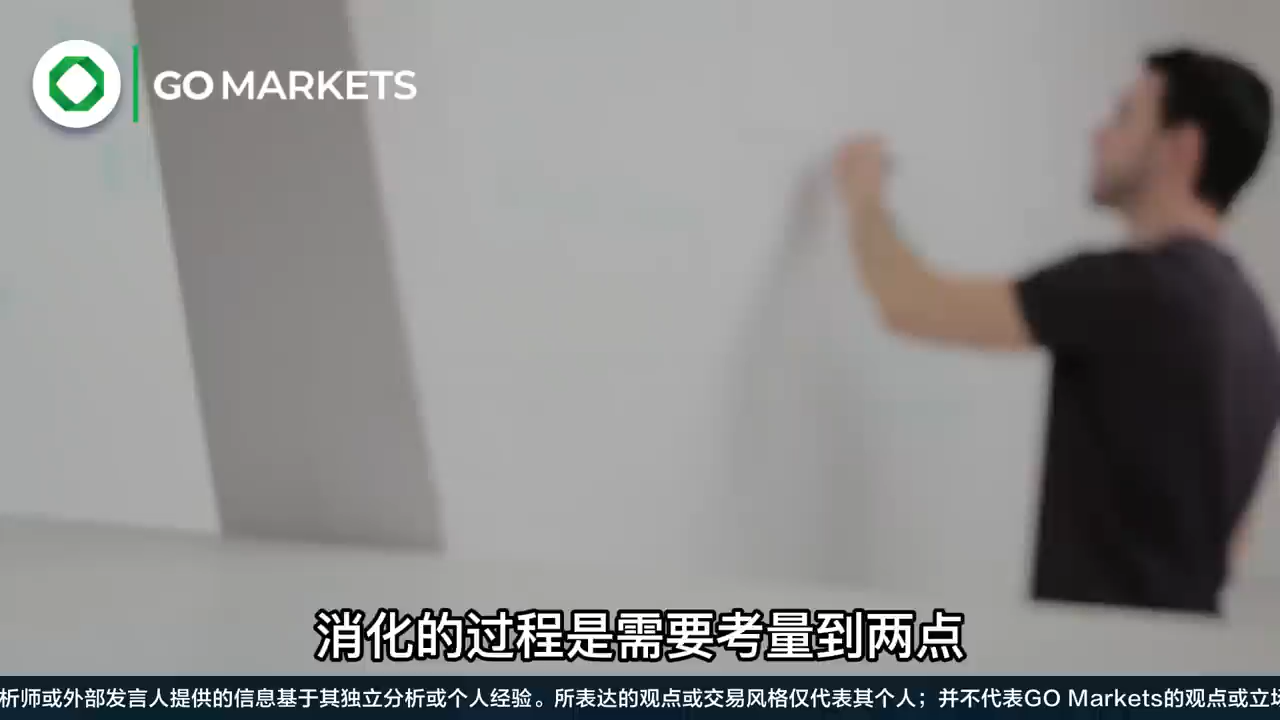 GO MARKETS
消化的过程是需要考量到两点
析师或外部发言人提供的信息基于其独立分析或个人经验。所表达的观点或交易风格仅代表其个人；并不代表GO Markets的观点或立场